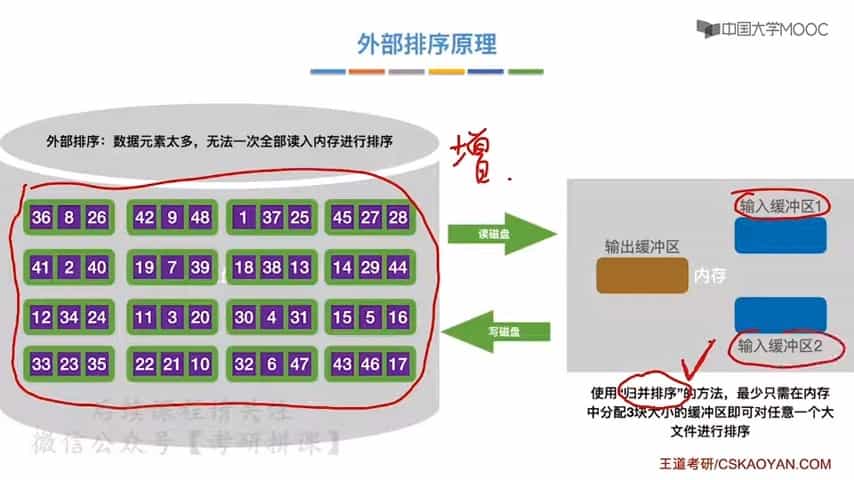 中国大学MOOC
外部排序原理
外部排序：数据元素太多，无法一次全部读入内存进行排序
增.
36 8 26 42 9 48 1 37 25 45 27 28
41 2 40 19 7 39 18 38 13 14 29 44
12 34 24 11 3 20 30 4 31 15 5 16
33 23 35 22 21 10 32 6 47 43 46 17
读磁盘
写磁盘
输入缓冲区1
输出缓冲区
内存
输入缓冲区2
使用“归并排序”的方法，最少只需在内存
中分配3块大小的缓冲区即可对任意一个大
文件进行排序
后续课程请关注
微信公众号【考研拼课】
王道考研/CSKAOYAN.COM